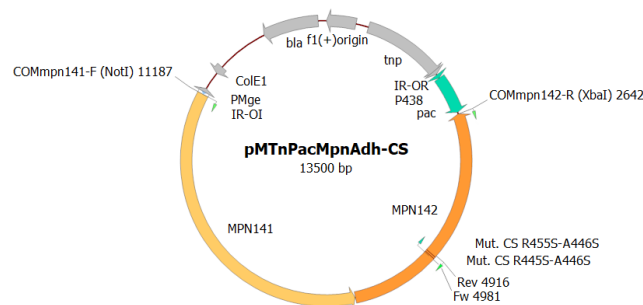 bla
f1(+)origin
tnp
COMmpn141-F (NotI) 11187
ColE1
PMge
IR-OI
IR-OR
P438
pac
COMmpn142-R (XbaI) 2642
pMTnPacMpnAdh-CS
13500 bp
MPN141
MPN142
Mut. CS R455S-A446S
Mut. CS R445S-A446S
Rev 4916
Fw 4981